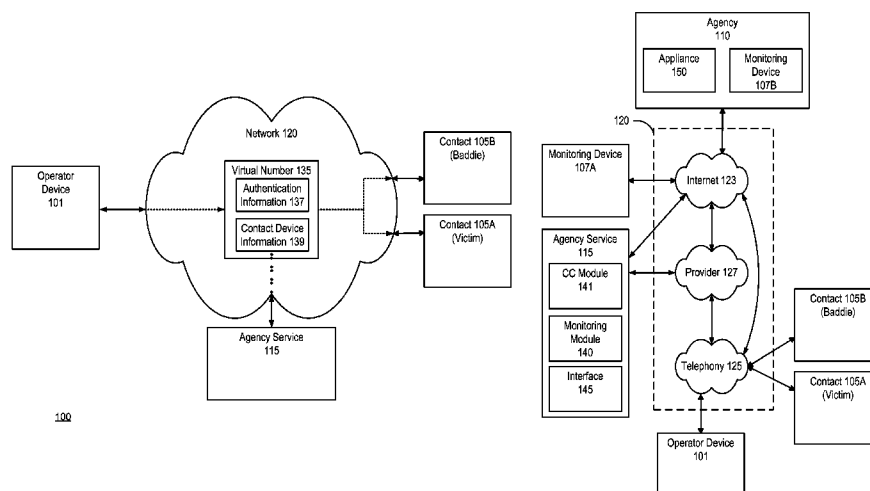 Network 120
Operator
Device
101
Virtual Number 135
Authentication
Information 137
Contact Device
Information 139
Contact 105B
(Baddie)
Contact 105A
(Victim)
Agency Service
115
100
Agency
110
Appliance
150
Monitoring
Device
107B
120
Monitoring Device
107A
Internet 123
Agency Service
115
CC Module
141
Provider 127
Monitoring
Module
140
Interface
145
Telephony 125
Contact 105B
(Baddie)
Contact 105A
(Victim)
Operator Device
101